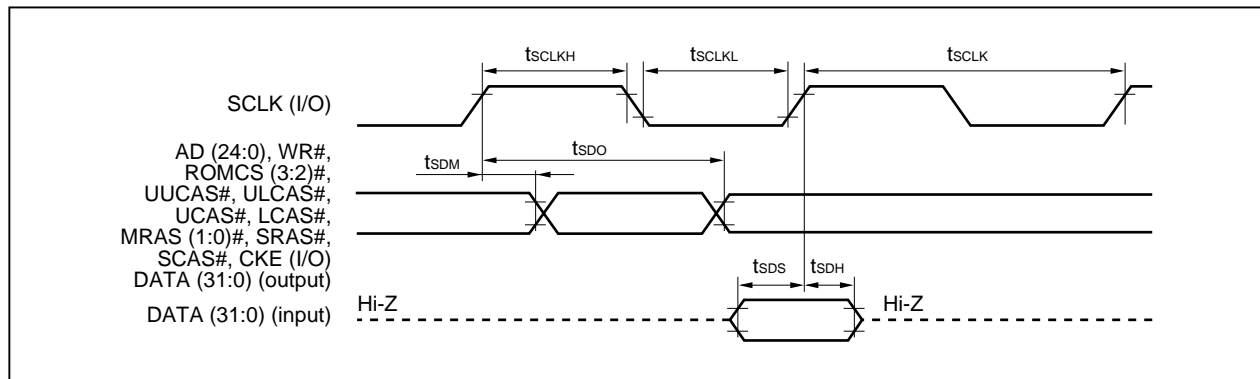 tSCLKH
tSCLKL
tSCLK
SCLK (I/O)
AD (24:0), WR#,
ROMCS (3:2)#,
UUCAS#, ULCAS#,
UCAS#, LCAS#,
MRAS (1:0)#, SRAS#,
SCAS#, CKE (I/O)
DATA (31:0) (output)
tSDM
tSDO
tSDS
tSDH
DATA (31:0) (input)
Hi-Z
Hi-Z